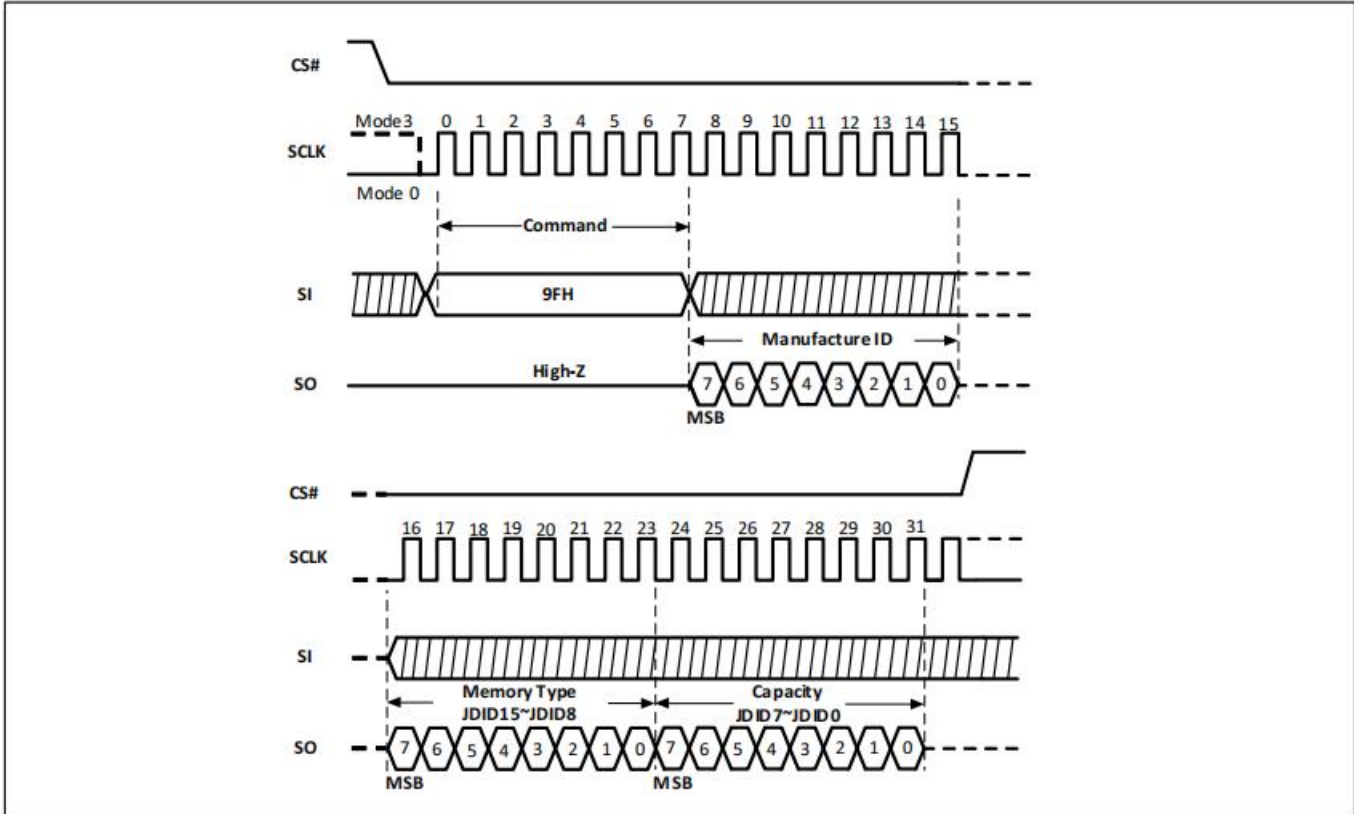 CS#
Mode3 0 1 2 3 4 5 6 7 8 9 10 11 12 13 14 15
SCLK
Mode 0
Command
SI 9FH
Manufacture ID
High-Z
SO 7 6 5 4 3 2 1 0
MSB
CS#
16 17 18 19 20 21 22 23 24 25 26 27 28 29 30 31
SCLK
SI
Memory Type Capacity
JDID15~JDID8 JDID7~JDID0
SO 7 6 5 4 3 2 1 0 7 6 5 4 3 2 1 0
MSB MSB